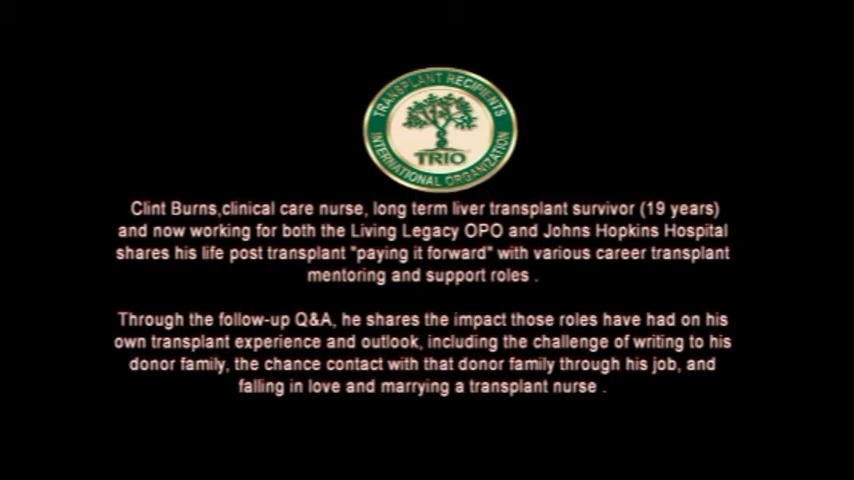 TRANSPLANT RECIPIENTS
TRIO
INTERNATIONAL ORGANIZATION
Clint Burns,clinical care nurse, long term liver transplant survivor (19 years)
and now working for both the Living Legacy OPO and Johns Hopkins Hospital
shares his life post transplant "paying it forward" with various career transplant
mentoring and support roles .
Through the follow-up Q&A, he shares the impact those roles have had on his
own transplant experience and outlook, including the challenge of writing to his
donor family, the chance contact with that donor family through his job, and
falling in love and marrying a transplant nurse .